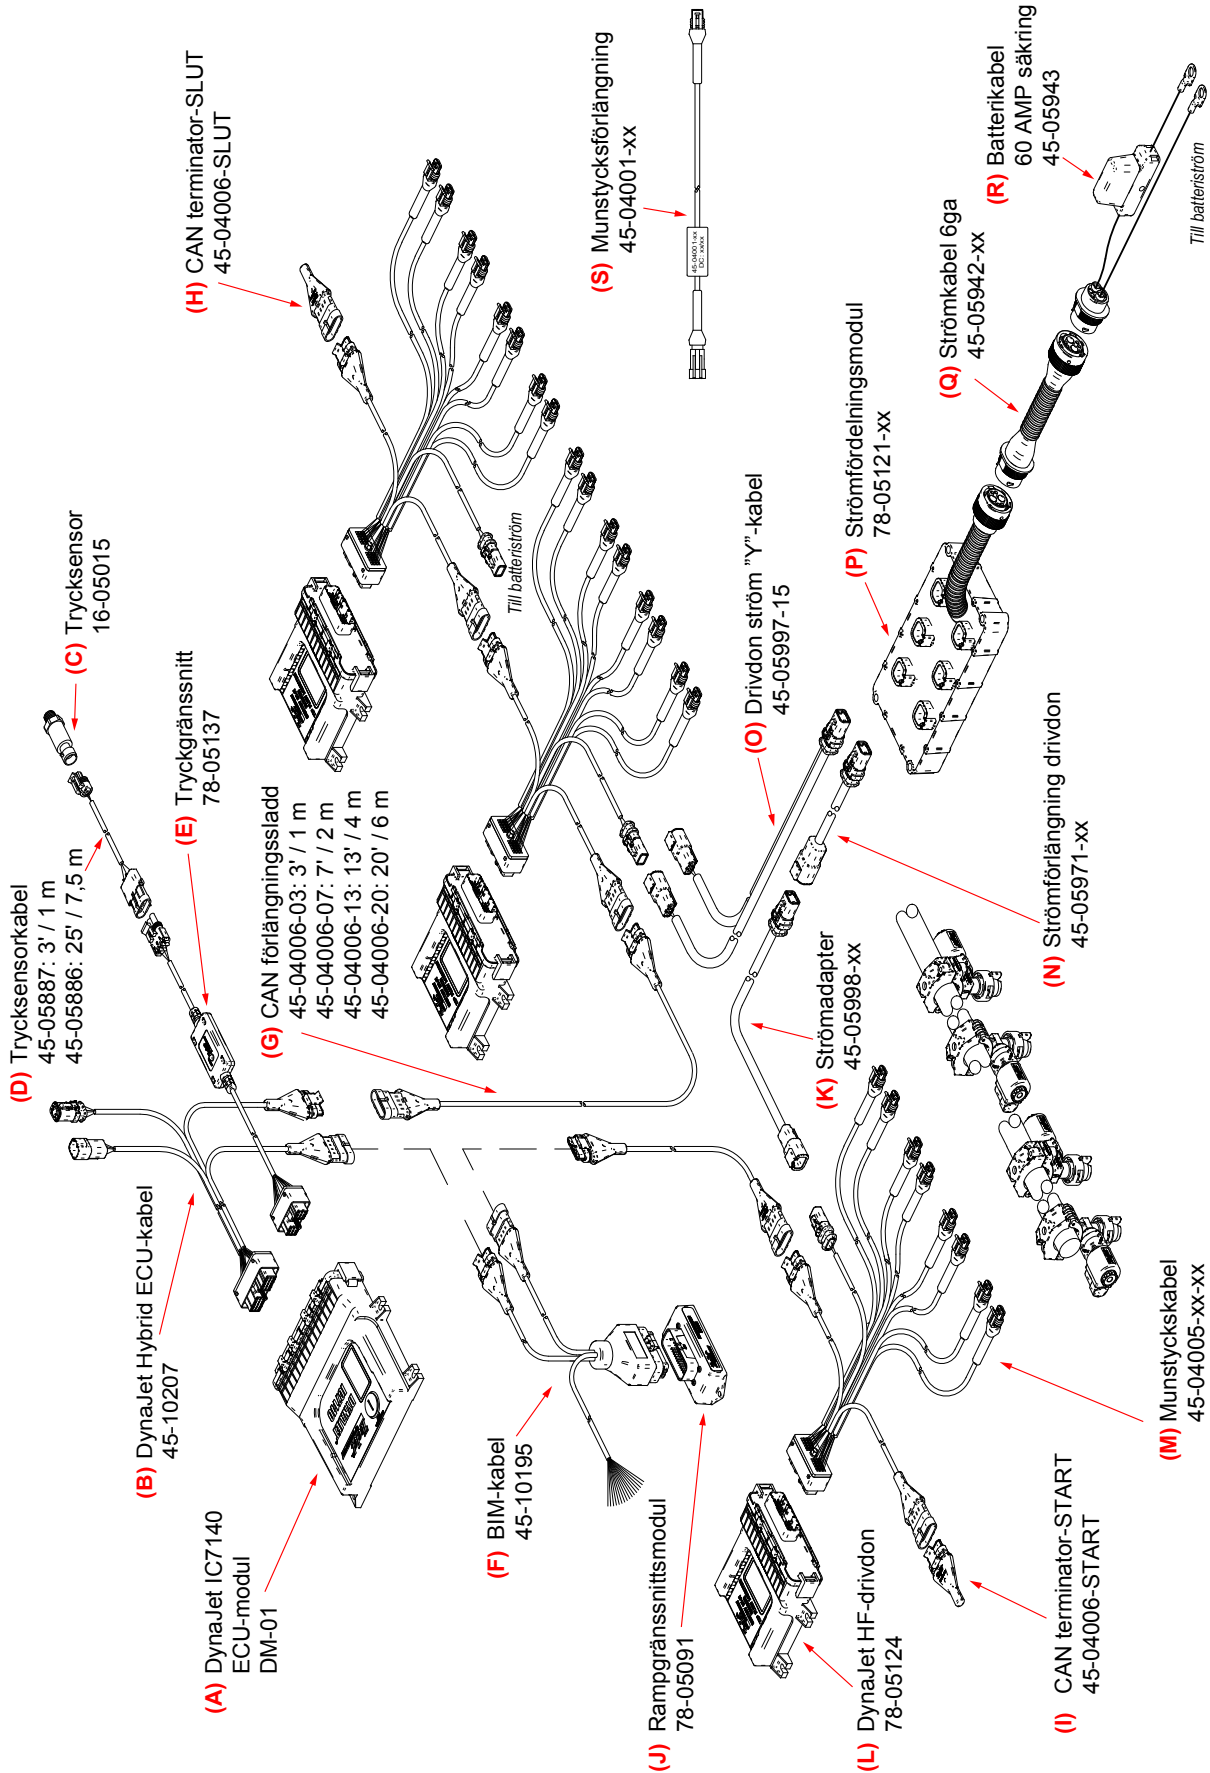 (A) DynaJet IC7140
ECU-modul
DM-01
(B) DynaJet Hybrid ECU-kabel
45-10207
(C) Trycksensor
16-05015
(D) Trycksensorkabel
45-05887: 3' / 1 m
45-05886: 25' / 7,5 m
(E) Tryckgränssnitt
78-05137
(F) BIM-kabel
45-10195
(G) CAN förlängningssladd
45-04006-03: 3' / 1 m
45-04006-07: 7' / 2 m
45-04006-13: 13' / 4 m
45-04006-20: 20' / 6 m
(H) CAN terminator-SLUT
45-04006-SLUT
(I) CAN terminator-START
45-04006-START
(J) Rampgränssnittsmodul
78-05091
(K) Strömadapter
45-05998-xx
(L) DynaJet HF-drivdon
78-05124
(M) Munstyckskabel
45-04005-xx-xx
(N) Strömförlängning drivdon
45-05971-xx
(O) Drivdon ström ”Y”-kabel
45-05997-15
(P) Strömfördelningsmodul
78-05121-xx
(Q) Strömkabel 6ga
45-05942-xx
(R) Batterikabel
60 AMP säkring
45-05943
(S) Munstycksförlängning
45-04001-xx
45-04001-xx
DC: xx/xx
Till batteriström
Till batteriström